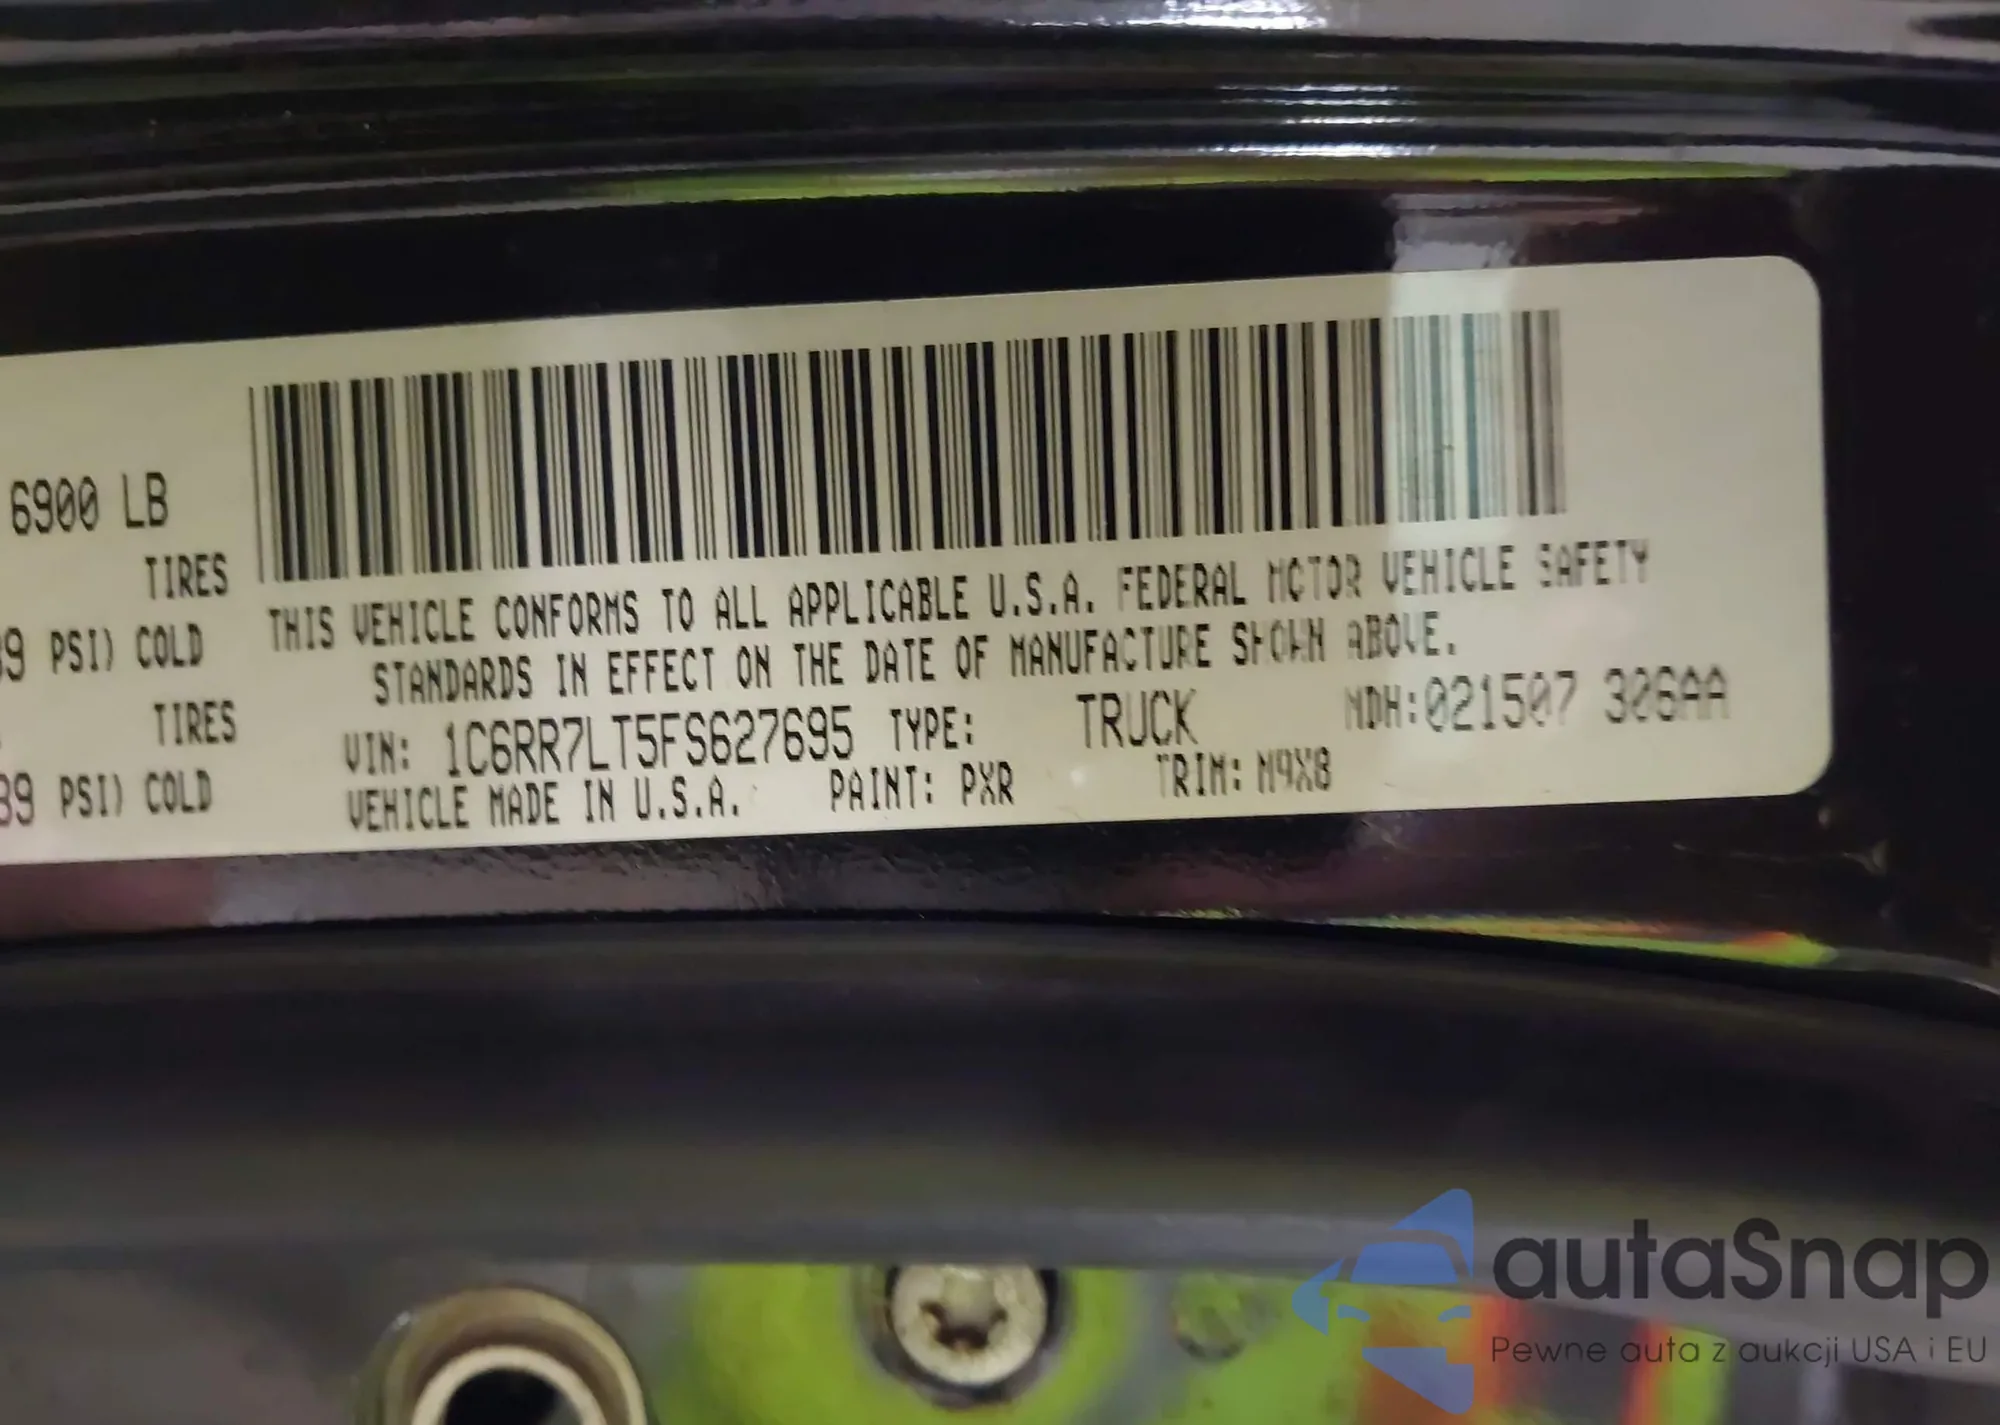 6900 LB
TIRES
39 PSI) COLD
TIRES
39 PSI) COLD
THIS VEHICLE CONFORMS TO ALL APPLICABLE U.S.A. FEDERAL MOTOR VEHICLE SAFETY
STANDARDS IN EFFECT ON THE DATE OF MANUFACTURE SHOWN ABOVE.
VIN: 1C6RR7LT5FS627695 TYPE: TRUCK MDH:021507 306AA
VEHICLE MADE IN U.S.A. PAINT: PXR TRIM: M9X8
autaSnap
Pewne auta z aukcji USA i EU